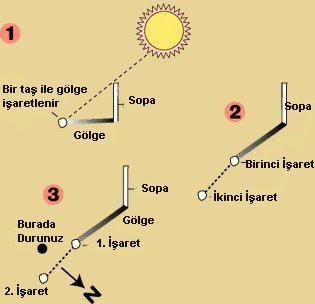 1
Bir taş ile gölge
işaretlenir
Sopa
Gölge
2
Sopa
Birinci İşaret
İkinci İşaret
3
Sopa
Gölge
Burada
Durunuz
1. İşaret
2. İşaret
N